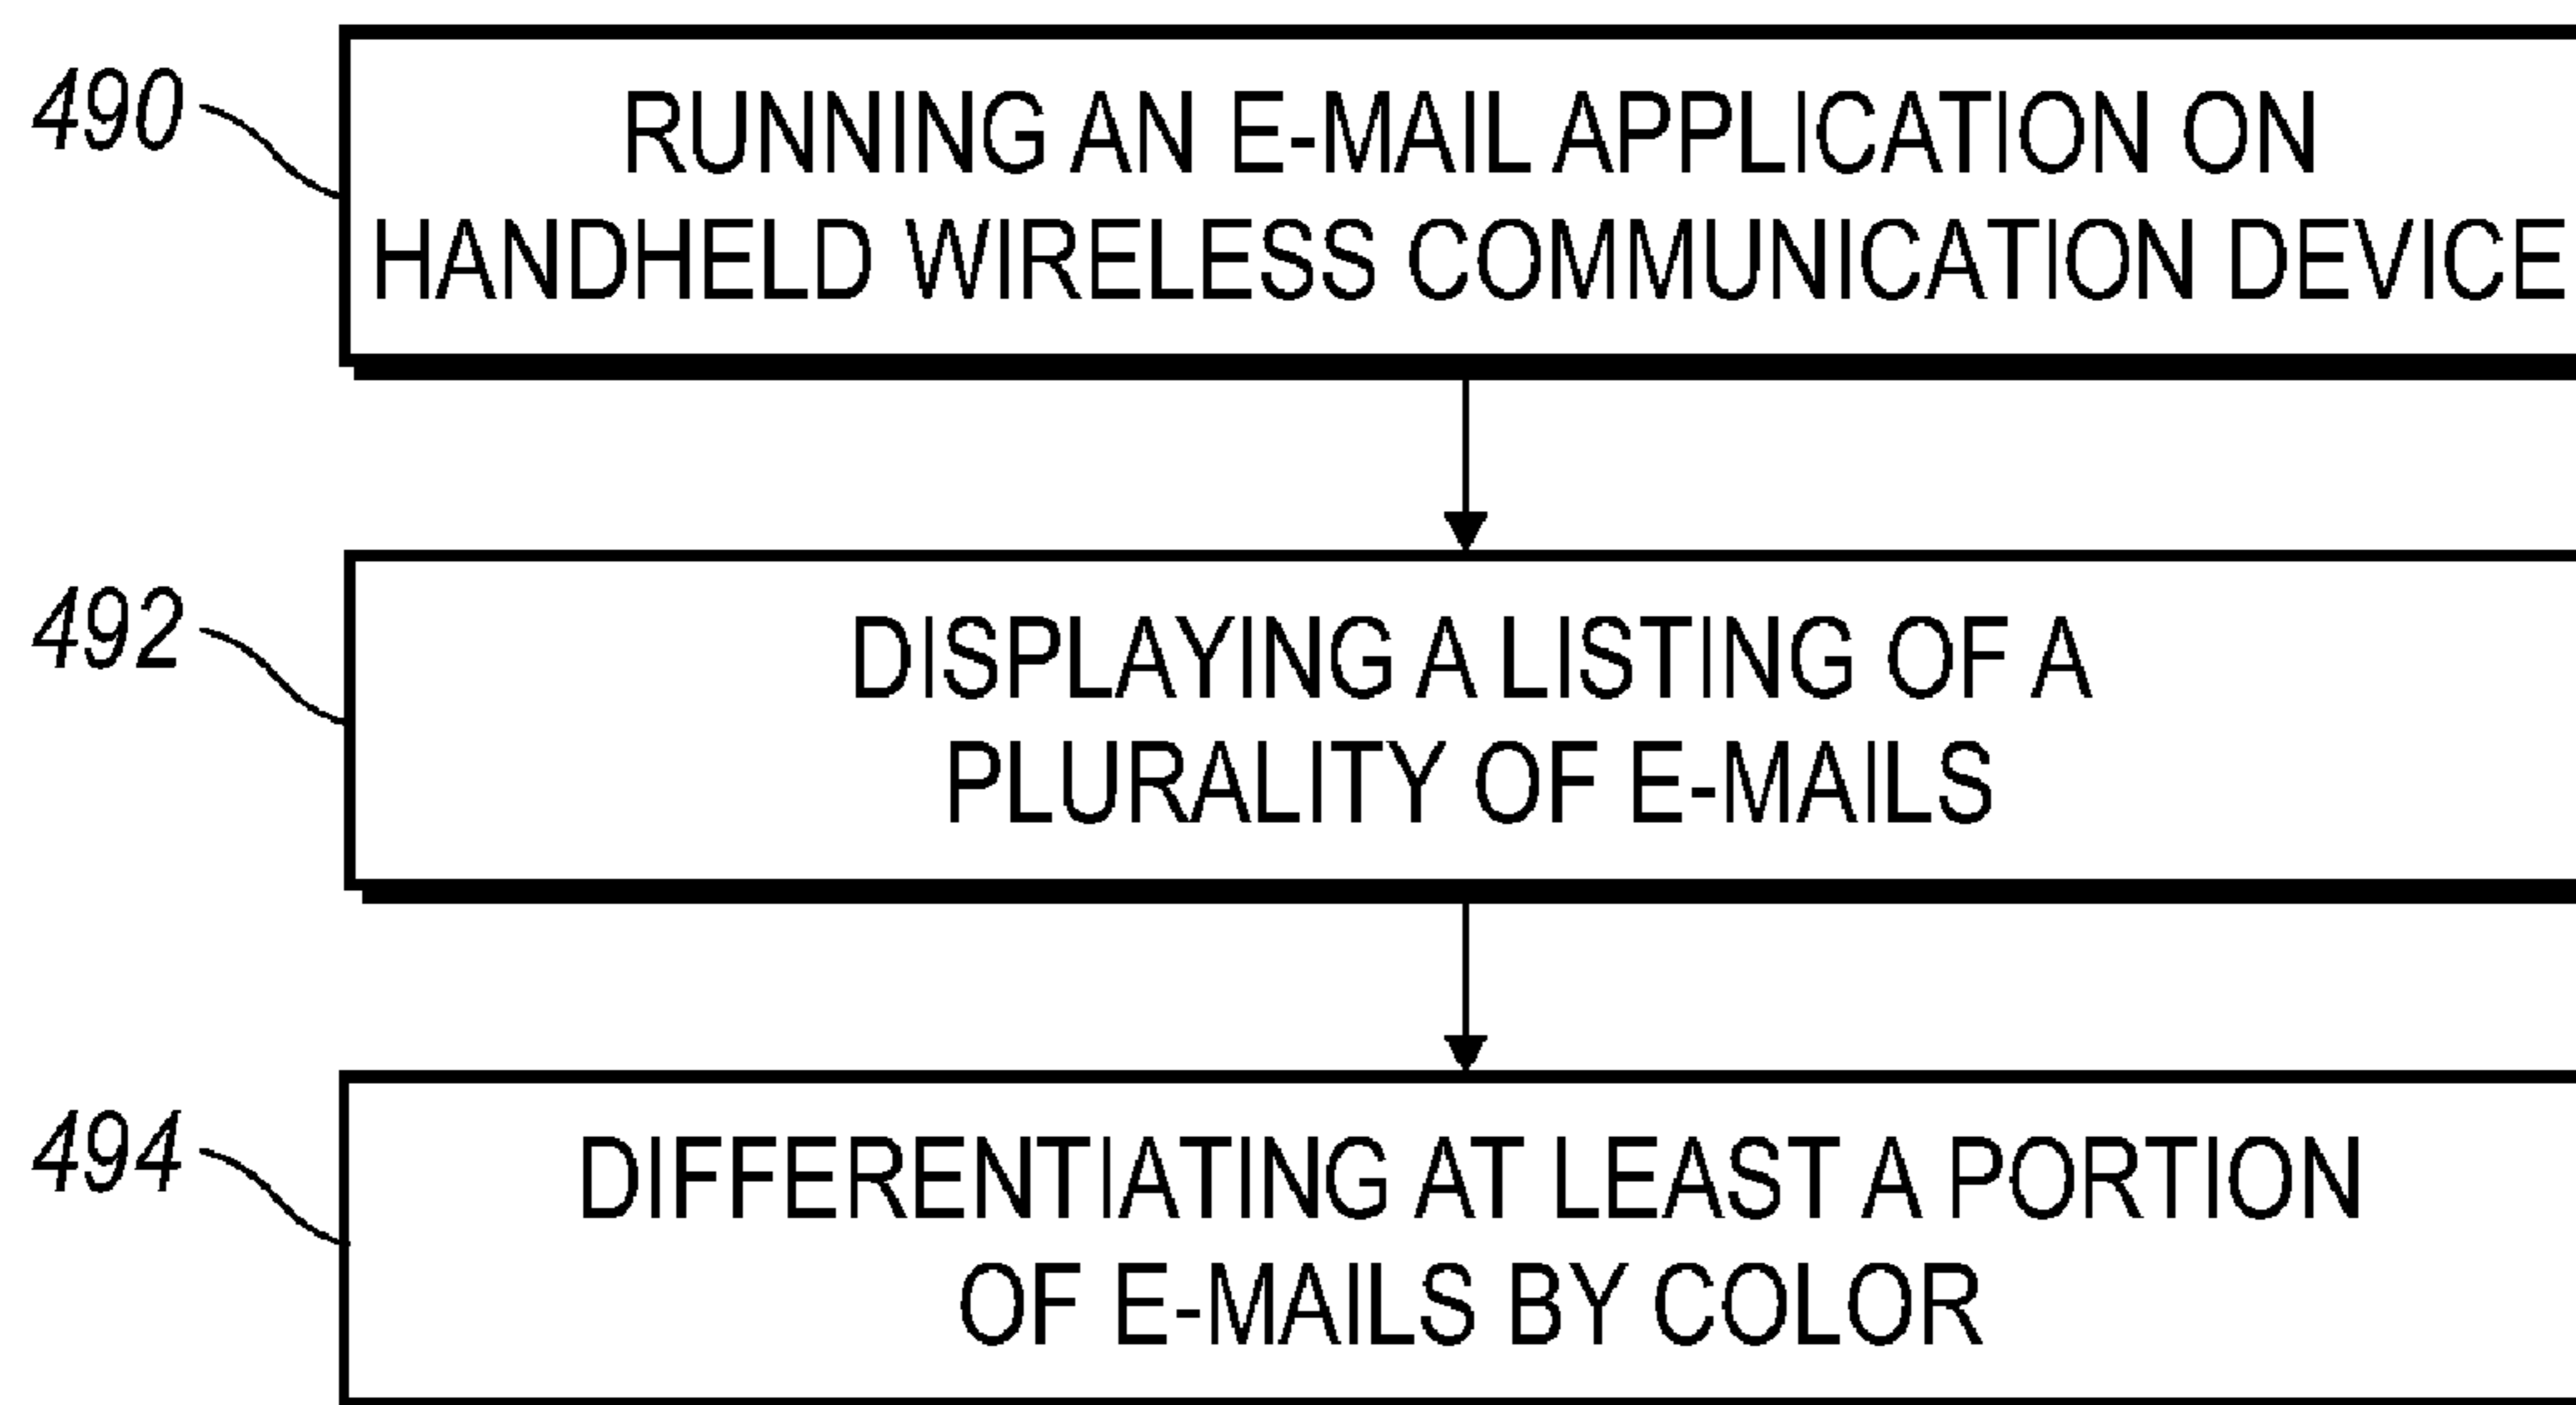 490
RUNNING AN E-MAIL APPLICATION ON
HANDHELD WIRELESS COMMUNICATION DEVICE
492
DISPLAYING A LISTING OF A
PLURALITY OF E-MAILS
494
DIFFERENTIATING AT LEAST A PORTION
OF E-MAILS BY COLOR